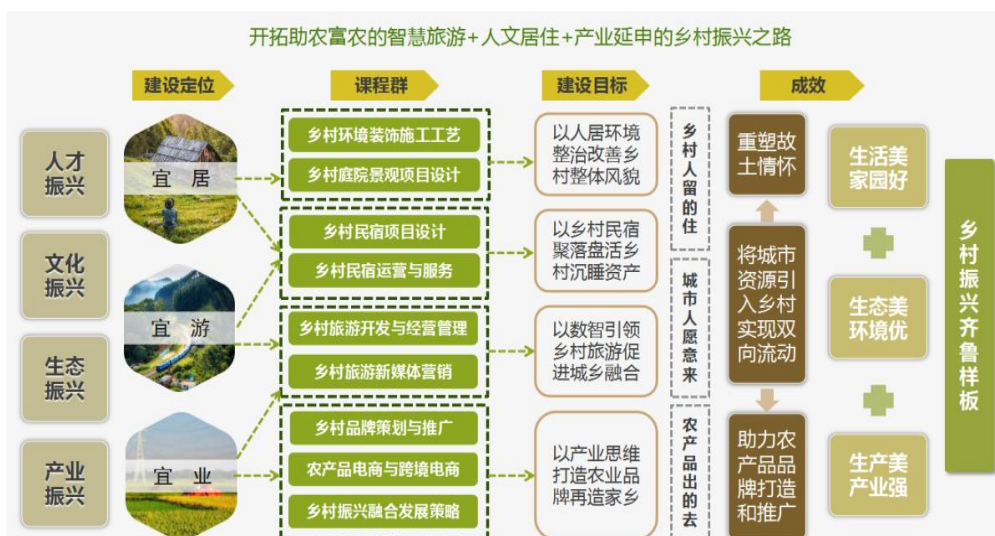 开拓助农富农的智慧旅游+人文居住+产业延申的乡村振兴之路
建设定位
课程群
建设目标
成效
人才
振兴
文化
振兴
生态
振兴
产业
振兴
宜 居
宜 游
宜 业
乡村环境装饰施工工艺
乡村庭院景观项目设计
乡村民宿项目设计
乡村民宿运营与服务
乡村旅游开发与经营管理
乡村旅游新媒体营销
乡村品牌策划与推广
农产品电商与跨境电商
乡村振兴融合发展策略
以人居环境
整治改善乡
村整体风貌
以乡村民宿
聚落盘活乡
村沉睡资产
以数智引领
乡村旅游促
进城乡融合
以产业思维
打造农业品
牌再造家乡
乡村人留的住
城市人愿意来
农产品出的去
重塑故
土情怀
将城市
资源引
入乡村
实现双
向流动
助力农
产品品
牌打造
和推广
生活美
家园好
生态美
环境优
生产美
产业强
乡村振兴齐鲁样板